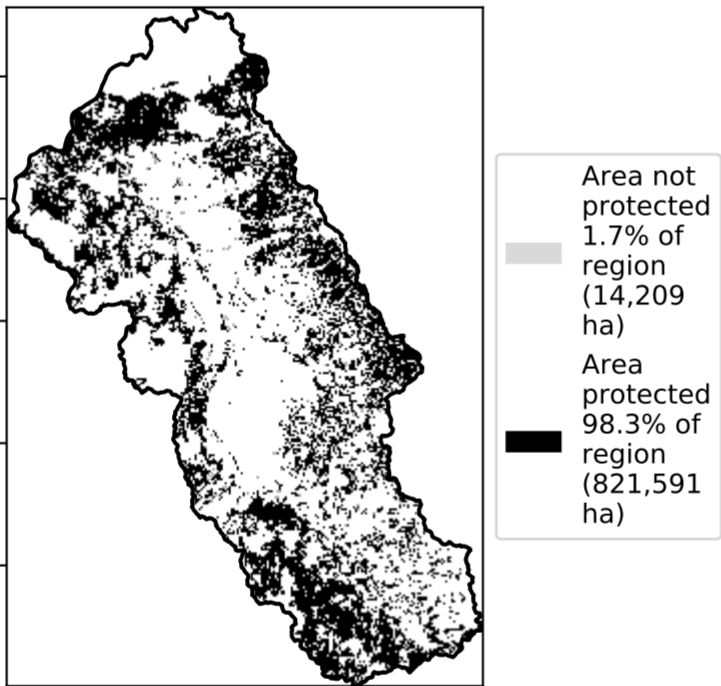 Area not
protected
1.7% of
region
(14,209
ha)
Area
protected
98.3% of
region
(821,591
ha)